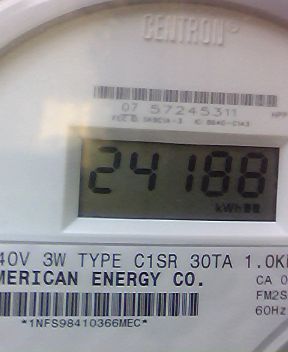 CENTRON®
07 57245311
24188
kWh
40V 3W TYPE C1SR 30TA 1.0K
MERICAN ENERGY CO.
CA 0
FM2S
60Hz
*1NFS98410366MEC*